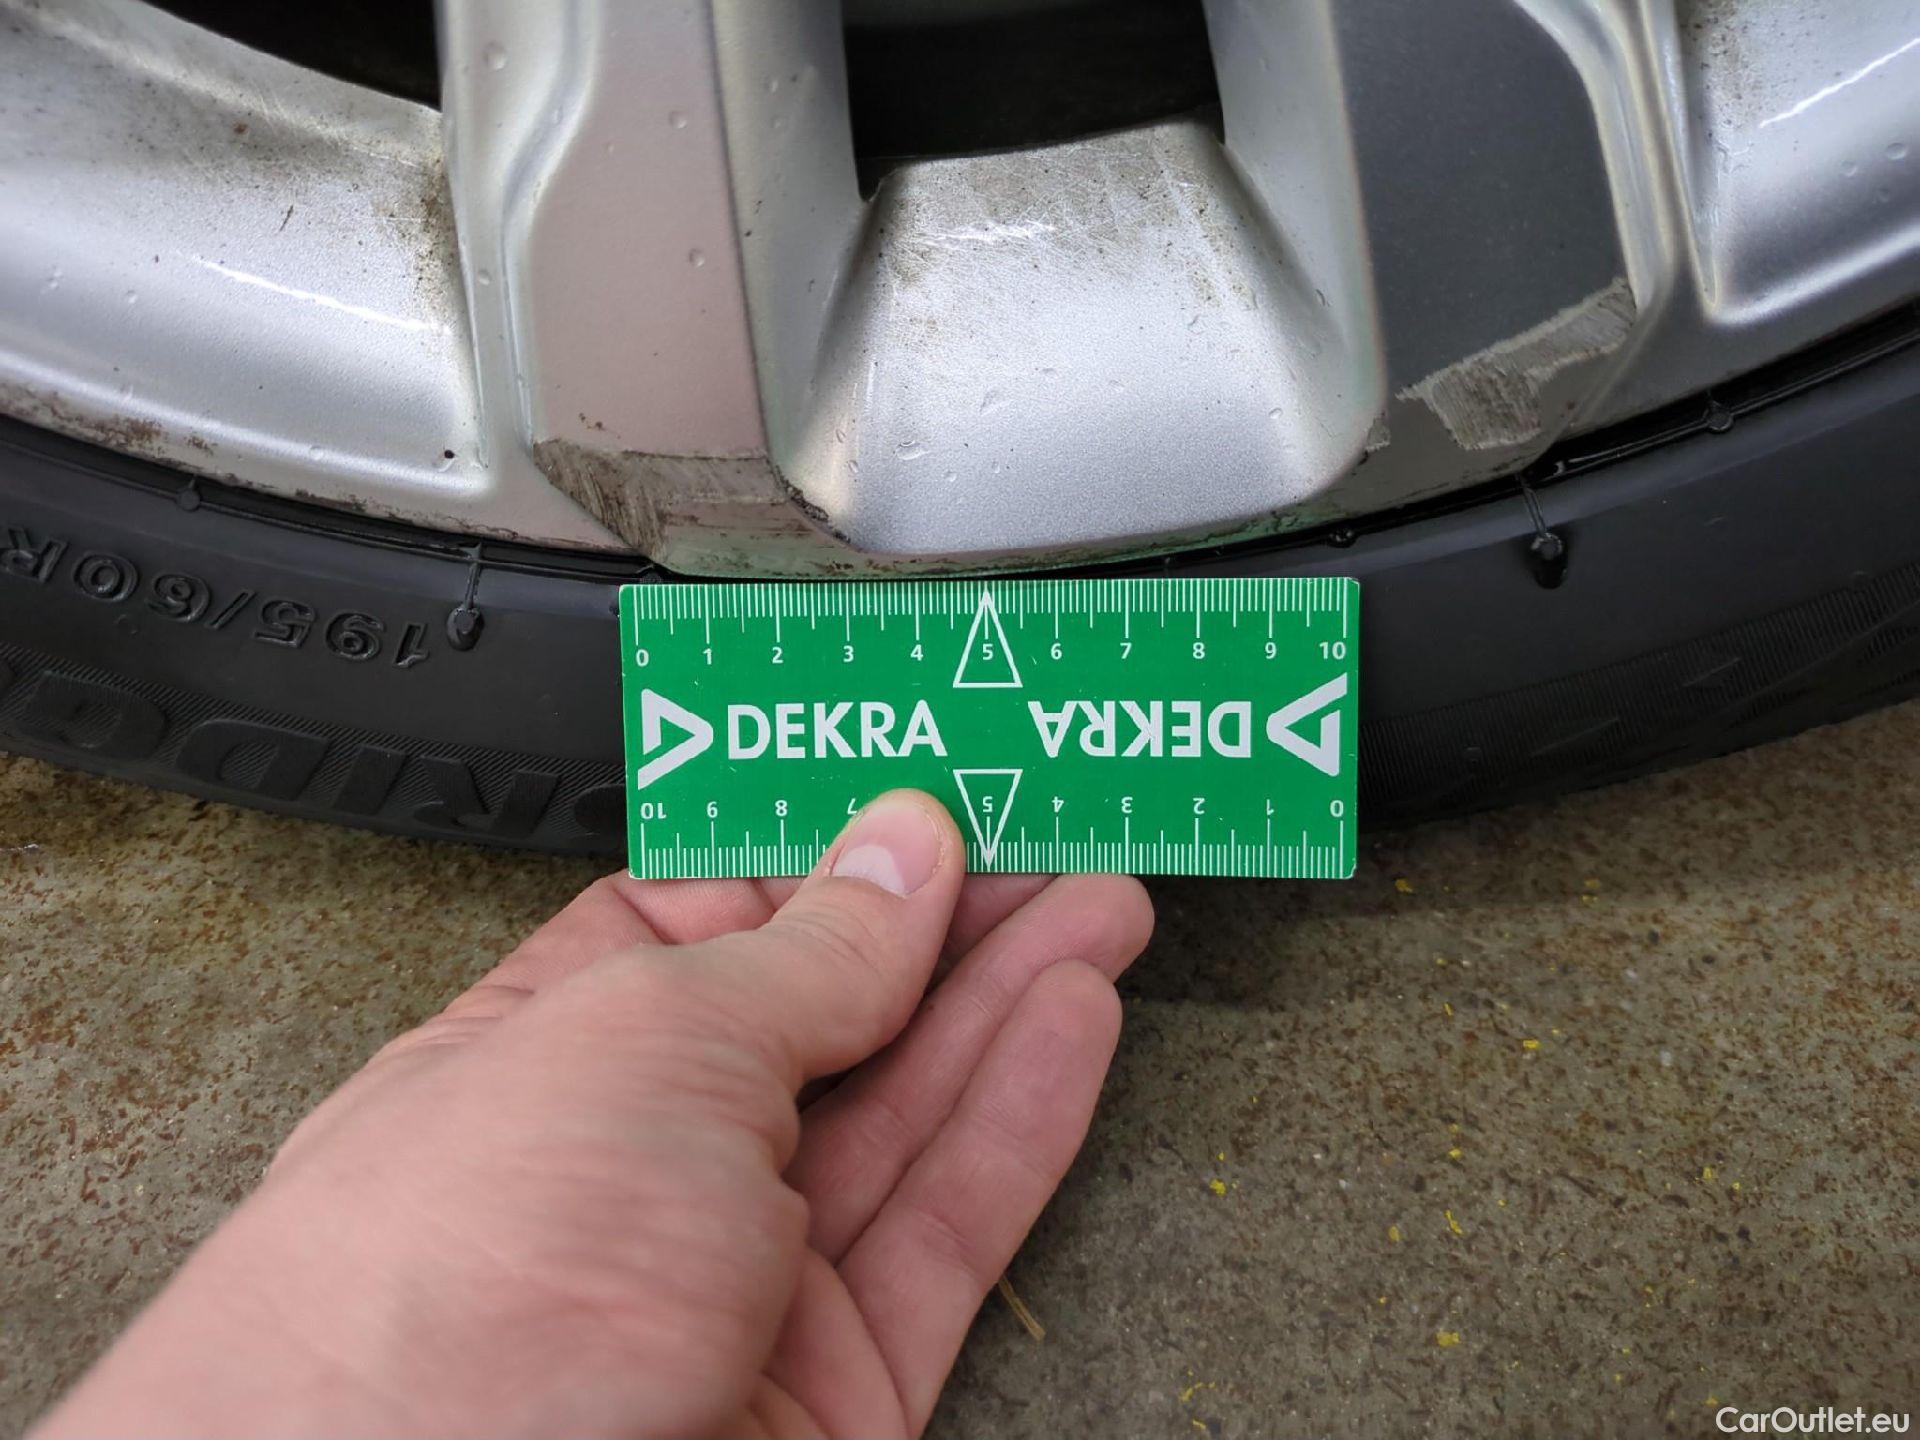 195/60R
RIDG
0 1 2 3 4 5 6 7 8 9 10
DEKRA DEKRA
10 9 8 7 5 4 3 2 1 0
CarOutlet.eu